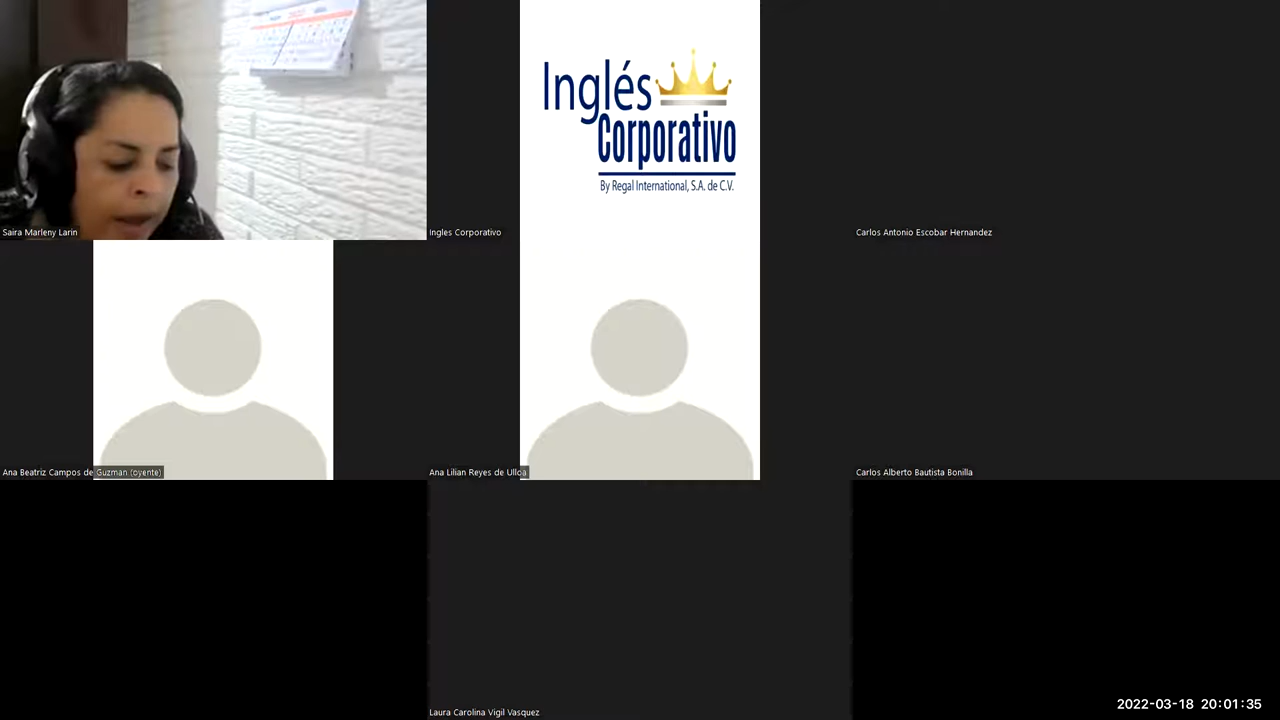 Inglés
Corporativo
By Regal International, S.A. de C.V.
Saira Marleny Larin
Ingles Corporativo
Carlos Antonio Escobar Hernandez
Ana Beatriz Campos de Guzman (oyente)
Ana Lilian Reyes de Ulloa
Carlos Alberto Bautista Bonilla
Laura Carolina Vigil Vasquez
2022-03-18 20:01:35